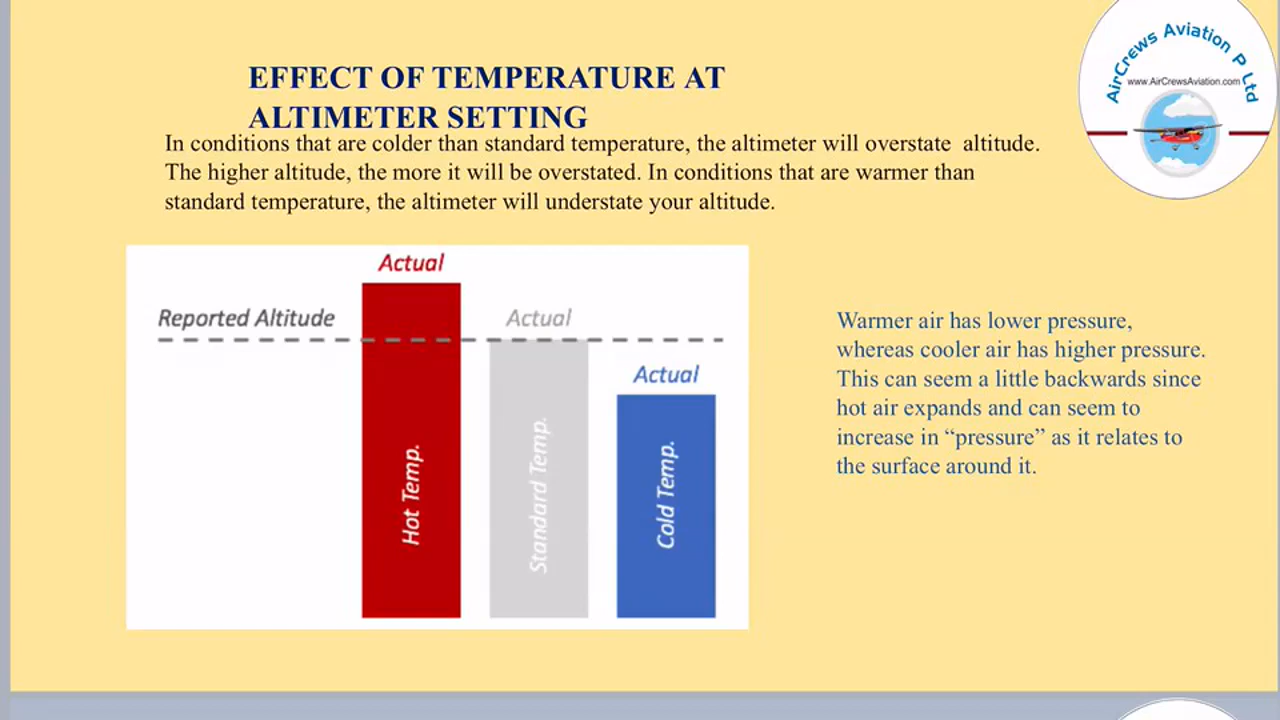 EFFECT OF TEMPERATURE AT
ALTIMETER SETTING
In conditions that are colder than standard temperature, the altimeter will overstate altitude.
The higher altitude, the more it will be overstated. In conditions that are warmer than
standard temperature, the altimeter will understate your altitude.
AirCrews Aviation P Ltd
www.AirCrewsAviation.com
Actual
Reported Altitude
Actual
Actual
Hot Temp.
Standard Temp.
Cold Temp.
Warmer air has lower pressure,
whereas cooler air has higher pressure.
This can seem a little backwards since
hot air expands and can seem to
increase in “pressure” as it relates to
the surface around it.